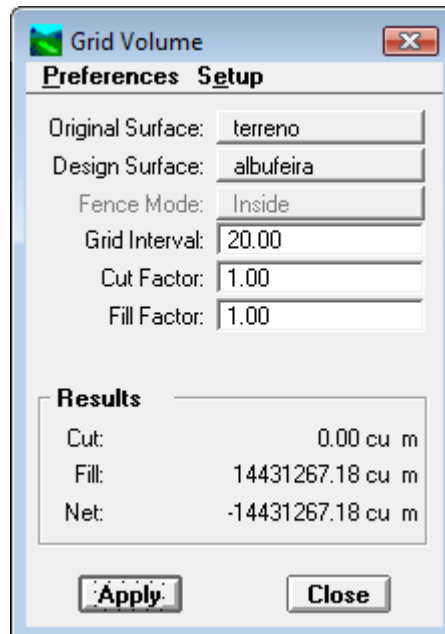 Grid Volume
Preferences Setup
Original Surface: terreno
Design Surface: albufeira
Fence Mode: Inside
Grid Interval: 20.00
Cut Factor: 1.00
Fill Factor: 1.00
Results
Cut: 0.00 cu m
Fill: 14431267.18 cu m
Net: -14431267.18 cu m
Apply Close